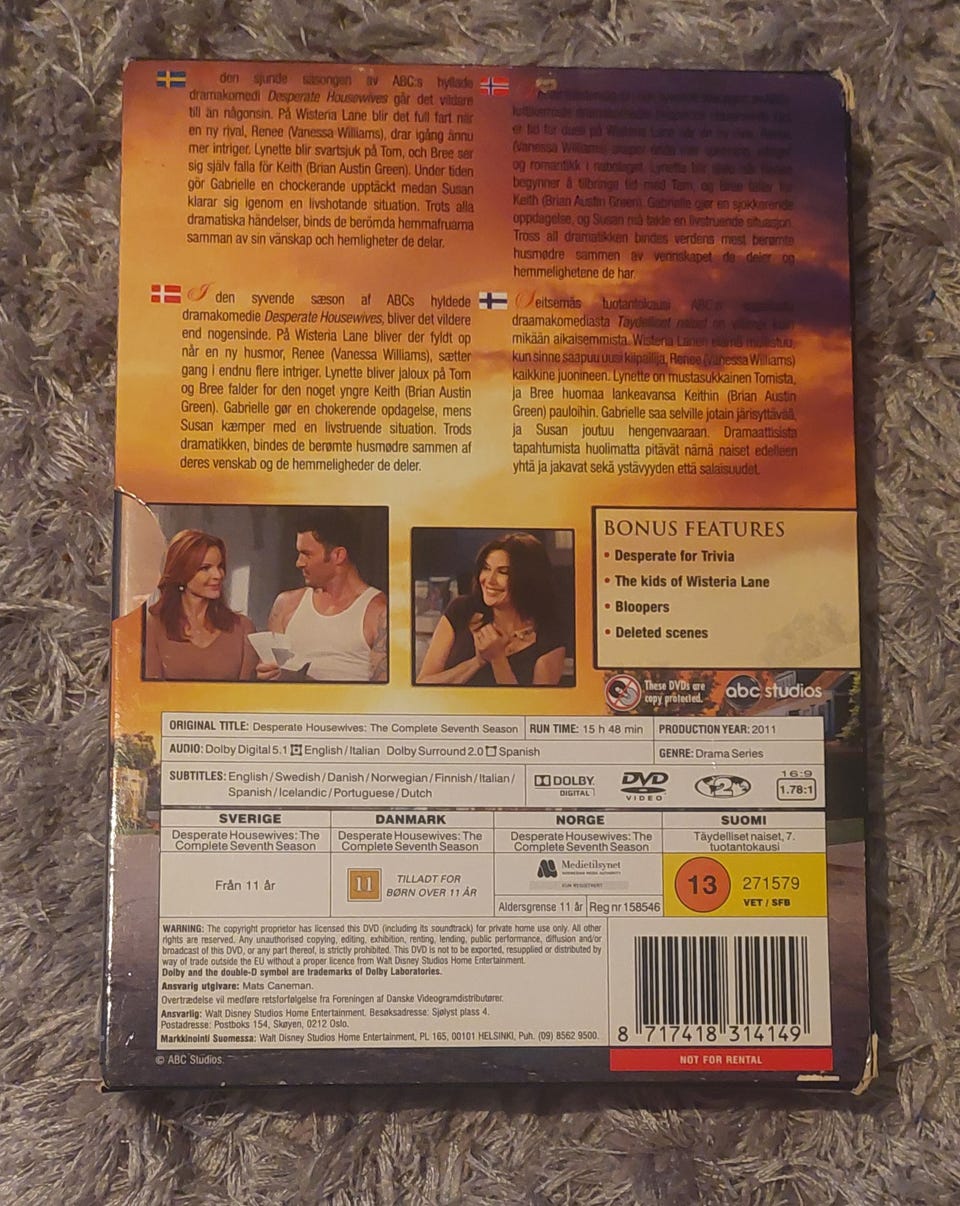 den sjunde säsongen av ABC:s hyllade
dramakomedi Desperate Housewives går det vildare
till än någonsin. På Wisteria Lane blir det full fart när
en ny rival, Renee (Vanessa Williams), drar igång ännu
mer intriger. Lynette blir svartsjuk på Tom, och Bree ser
sig själv falla för Keith (Brian Austin Green). Under tiden
gör Gabrielle en chockerande upptäckt medan Susan
klarar sig igenom en livshotande situation. Trots alla
dramatiska händelser, binds de berömda hemmafruarna
samman av sin vänskap och hemligheter de delar.
er tid for duell på Wisteria Lane når en ny
(Vanessa Williams)
og romantikk i nabolaget. Lynette blir
begynner å tilbringe tid med Tom, og Bree faller for
Keith (Brian Austin Green). Gabrielle gjør en sjokkerende
oppdagelse, og Susan må takle en livstruende situasjon.
Tross all dramatikken bindes verdens mest berømte
husmødre sammen av vennskapet de deler og
hemmelighetene de har.
I den syvende sæson af ABCs hyldede
dramakomedie Desperate Housewives, bliver det vildere
end nogensinde. På Wisteria Lane bliver der fyldt op
når en ny husmor, Renee (Vanessa Williams), sætter
gang I endnu flere intriger. Lynette bliver jaloux på Tom
og Bree falder for den noget yngre Keith (Brian Austin
Green). Gabrielle gør en chokerende opdagelse, mens
Susan kæmper med en livstruende situation. Trods
dramatikken, bindes de berømte husmødre sammen af
deres venskab og de hemmeligheder de deler.
Seitsemäs tuotantokausi ABC:n
draamakomediasta Täydelliset naiset on villimpi kuin
mikään aikaisemmista. Wisteria Lanen elämä mullistuu,
kun sinne saapuu uusi kilpailija, Renee (Vanessa Williams)
kaikkine juonineen. Lynette on mustasukkainen Tomista,
ja Bree huomaa lankeavansa Keithin (Brian Austin
Green) pauloihin. Gabrielle saa selville jotain järisyttävää,
ja Susan joutuu hengenvaaraan. Dramaattisista
tapahtumista huolimatta pitävät nämä naiset edelleen
yhtä ja jakavat sekä ystävyyden että salaisuudet.
BONUS FEATURES
• Desperate for Trivia
• The kids of Wisteria Lane
• Bloopers
• Deleted scenes
These DVDs are
copy protected.
abc studios
ORIGINAL TITLE: Desperate Housewives: The Complete Seventh Season
RUN TIME: 15 h 48 min
PRODUCTION YEAR: 2011
AUDIO: Dolby Digital 5.1 English/Italian Dolby Surround 2.0 Spanish
GENRE: Drama Series
SUBTITLES: English/Swedish/Danish/Norwegian/Finnish/Italian/
Spanish/Icelandic/Portuguese/Dutch
DOLBY
DIGITAL
DVD
VIDEO
2
16:9
1.78:1
SVERIGE
DANMARK
NORGE
SUOMI
Desperate Housewives: The
Complete Seventh Season
Desperate Housewives: The
Complete Seventh Season
Desperate Housewives: The
Complete Seventh Season
Täydelliset naiset, 7.
tuotantokausi
Från 11 år
11
TILLADT FOR
BØRN OVER 11 ÅR
Medietilsynet
NORWEGIAN MEDIA AUTHORITY
KUN REGISTRERT
Aldersgrense 11 år
Reg nr 158546
13
271579
VET / SFB
WARNING: The copyright proprietor has licensed this DVD (including its soundtrack) for private home use only. All other
rights are reserved. Any unauthorised copying, editing, exhibition, renting, lending, public performance, diffusion and/or
broadcast of this DVD, or any part thereof, is strictly prohibited. This DVD is not to be exported, resupplied or distributed by
way of trade outside the EU without a proper licence from Walt Disney Studios Home Entertainment.
Dolby and the double-D symbol are trademarks of Dolby Laboratories.
Ansvarig utgivare: Mats Caneman.
Overtrædelse vil medføre retsforfølgelse fra Foreningen af Danske Videogramdistributører.
Ansvarlig: Walt Disney Studios Home Entertainment. Besøksadresse: Sjølyst plass 4.
Postadresse: Postboks 154, Skøyen, 0212 Oslo.
Markkinointi Suomessa: Walt Disney Studios Home Entertainment, PL 165, 00101 HELSINKI, Puh. (09) 8562 9500.
8 717418 314149
NOT FOR RENTAL
© ABC Studios.